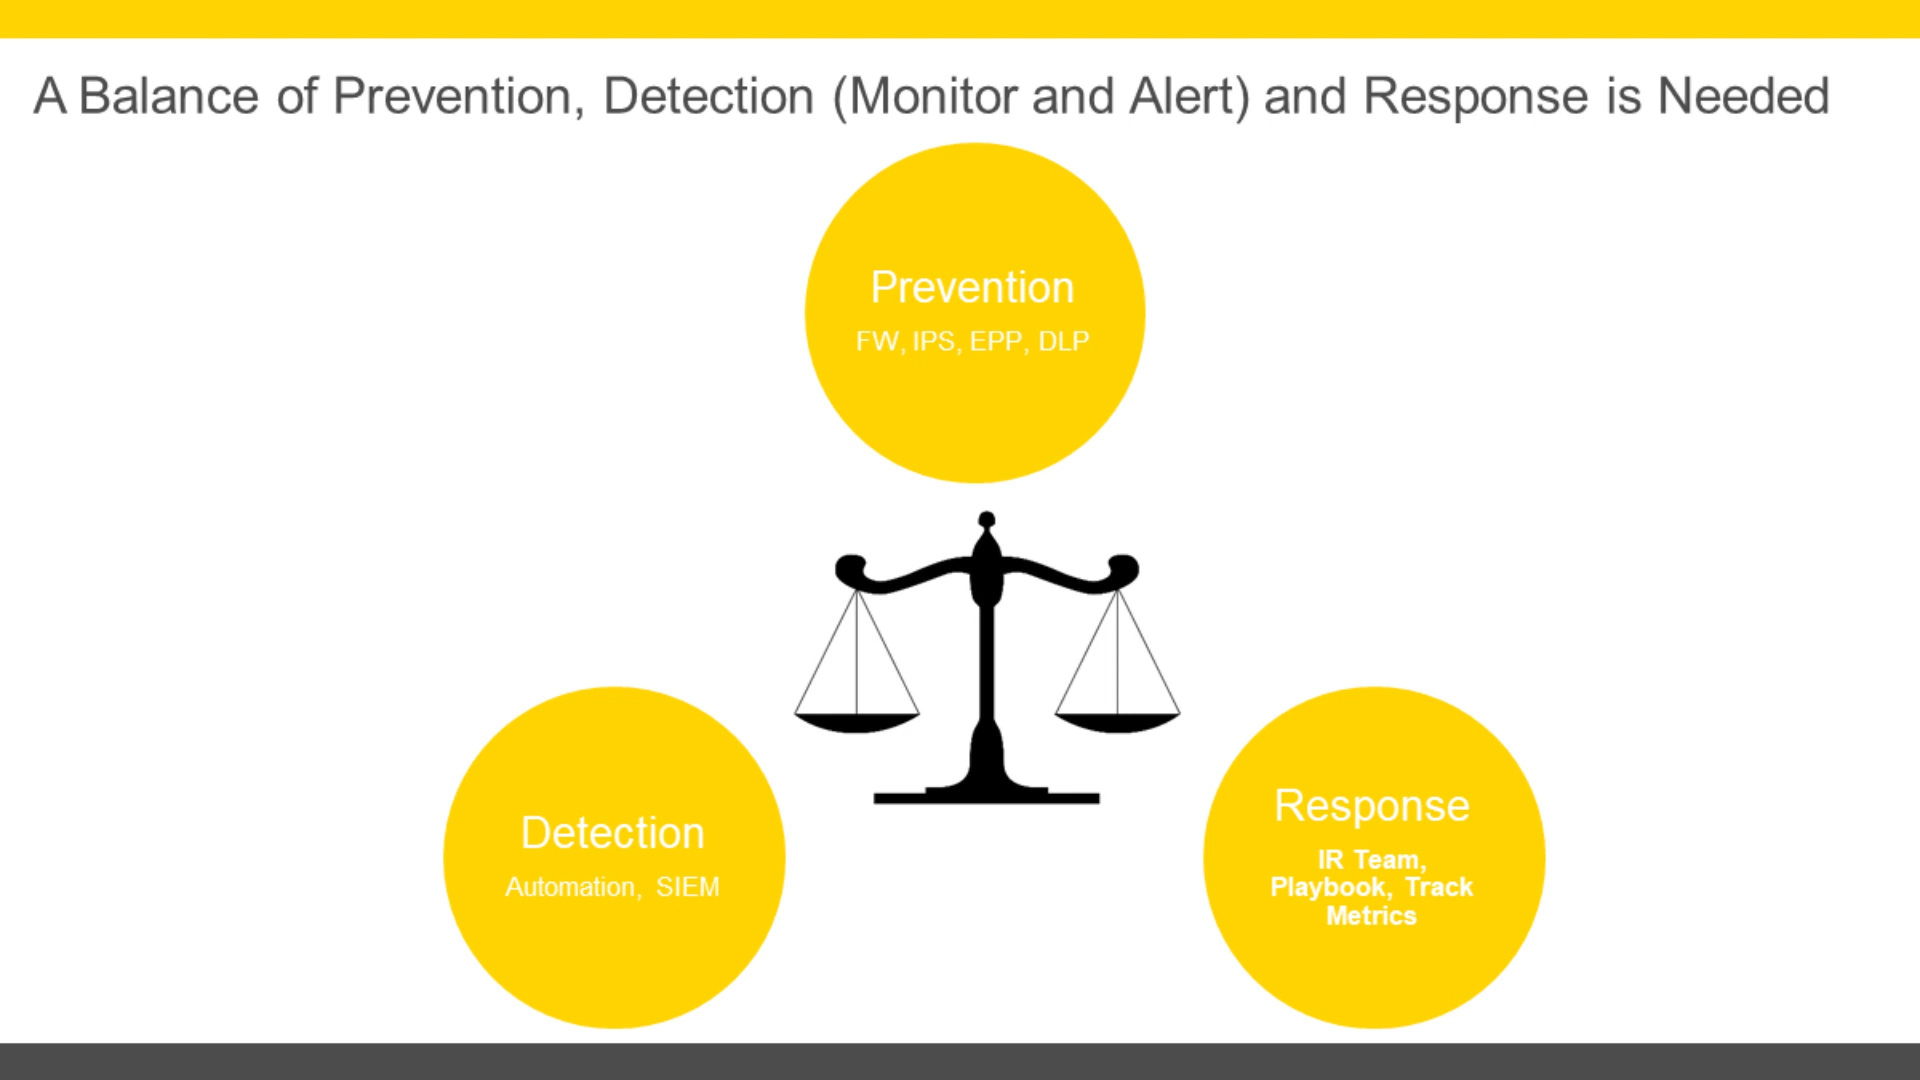 A Balance of Prevention, Detection (Monitor and Alert) and Response is Needed
Prevention
FW, IPS, EPP, DLP
Detection
Automation, SIEM
Response
IR Team,
Playbook, Track
Metrics